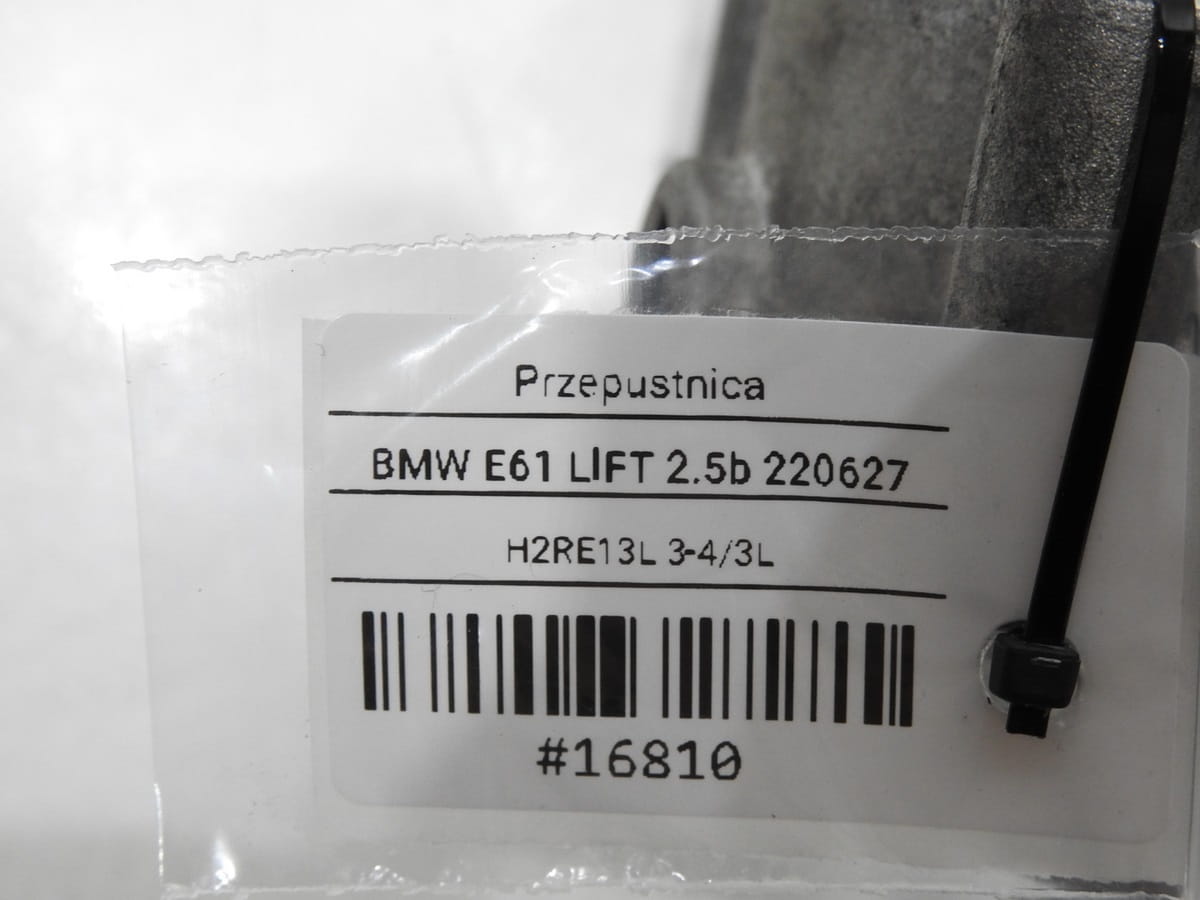 Przepustnica
BMW E61 LIFT 2.5b 220627
H2RE13L 3-4/3L
#16810